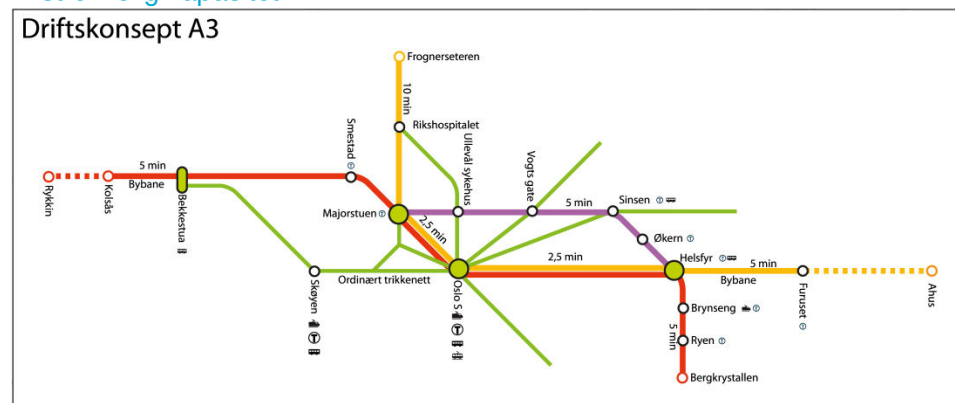 Driftskonsept A3
Frognerseteren
10 min
Rikshospitalet
Smestad
Ullevål sykehus
Vogts gate
5 min
Bybane
Rykkin
Kolsås
Bekkestua
Majorstuen
2,5 min
5 min
Sinsen
Økern
Helsfyr
2,5 min
5 min
Bybane
Skøyen
Ordinært trikkenett
Oslo S
Furuset
Ahus
Brynseng
5 min
Ryen
Bergkrystallen